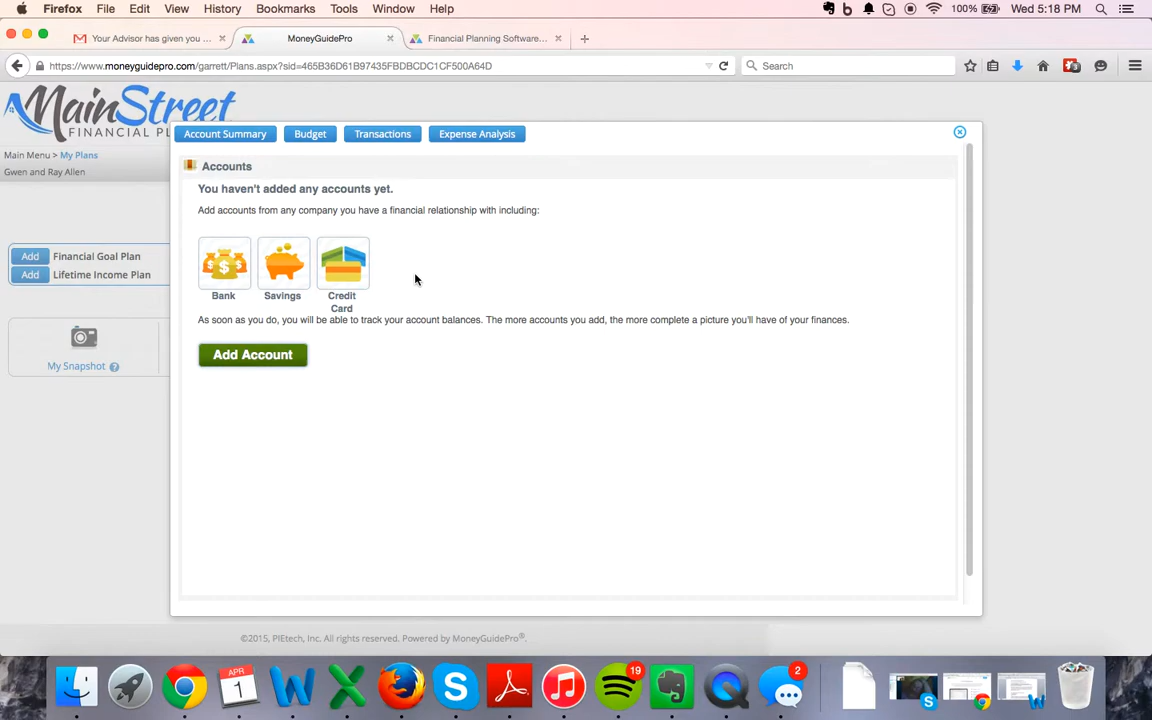 Firefox File Edit View History Bookmarks Tools Window Help 100% Wed 5:18 PM
Your Advisor has given you ... MoneyGuidePro Financial Planning Software...
https://www.moneyguidepro.com/garrett/Plans.aspx?sid=465B36D61B97435FBDBCDC1CF500A64D Search
MainStreet
FINANCIAL PL
Main Menu > My Plans
Gwen and Ray Allen
Account Summary Budget Transactions Expense Analysis
Accounts
You haven't added any accounts yet.
Add accounts from any company you have a financial relationship with including:
Add Financial Goal Plan
Add Lifetime Income Plan
Bank Savings Credit Card
As soon as you do, you will be able to track your account balances. The more accounts you add, the more complete a picture you'll have of your finances.
Add Account
My Snapshot ?
©2015, PIEtech, Inc. All rights reserved. Powered by MoneyGuidePro®.
APR
1
19
2